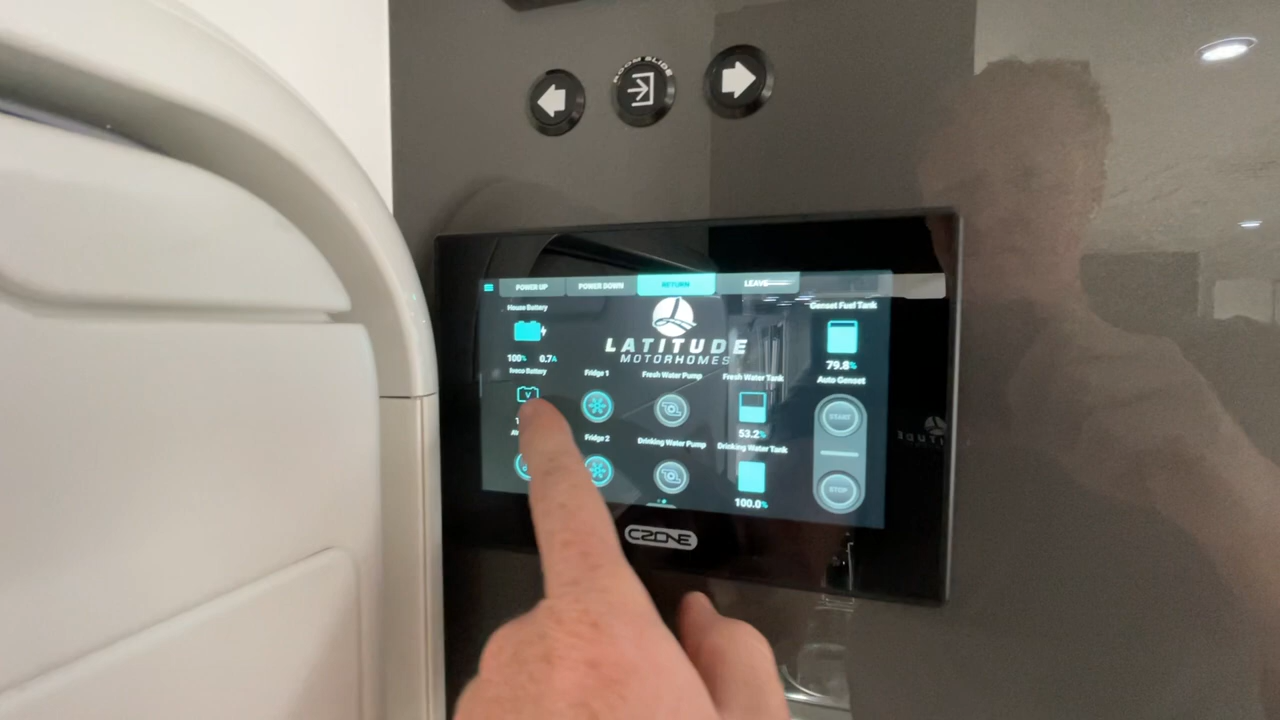 ROOM SLIDE
POWER UP
POWER DOWN
RETURN
LEAVE
House Battery
100%
0.7A
Iveco Battery
V
LATITUDE
MOTORHOMES
Fridge 1
Fridge 2
Fresh Water Pump
Drinking Water Pump
Fresh Water Tank
53.2%
Drinking Water Tank
100.0%
Genset Fuel Tank
79.8%
Auto Genset
START
STOP
CZONE